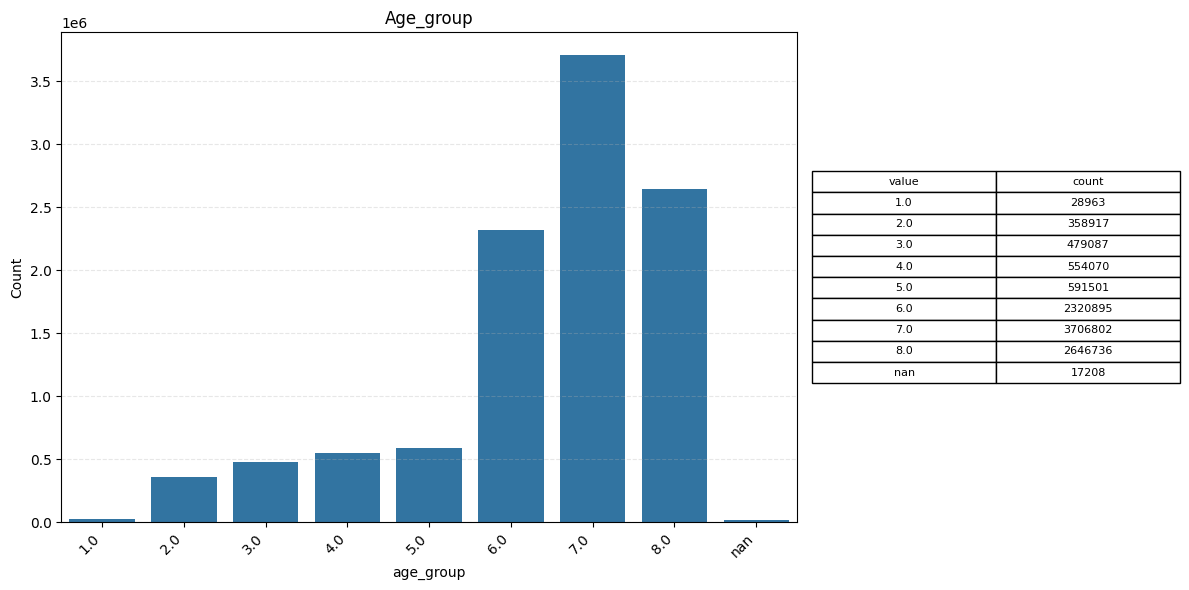 Age_group
1e6
3.5
3.0
2.5
2.0
1.5
1.0
0.5
0.0
Count
1.0 2.0 3.0 4.0 5.0 6.0 7.0 8.0 nan
age_group
value count
1.0 28963
2.0 358917
3.0 479087
4.0 554070
5.0 591501
6.0 2320895
7.0 3706802
8.0 2646736
nan 17208